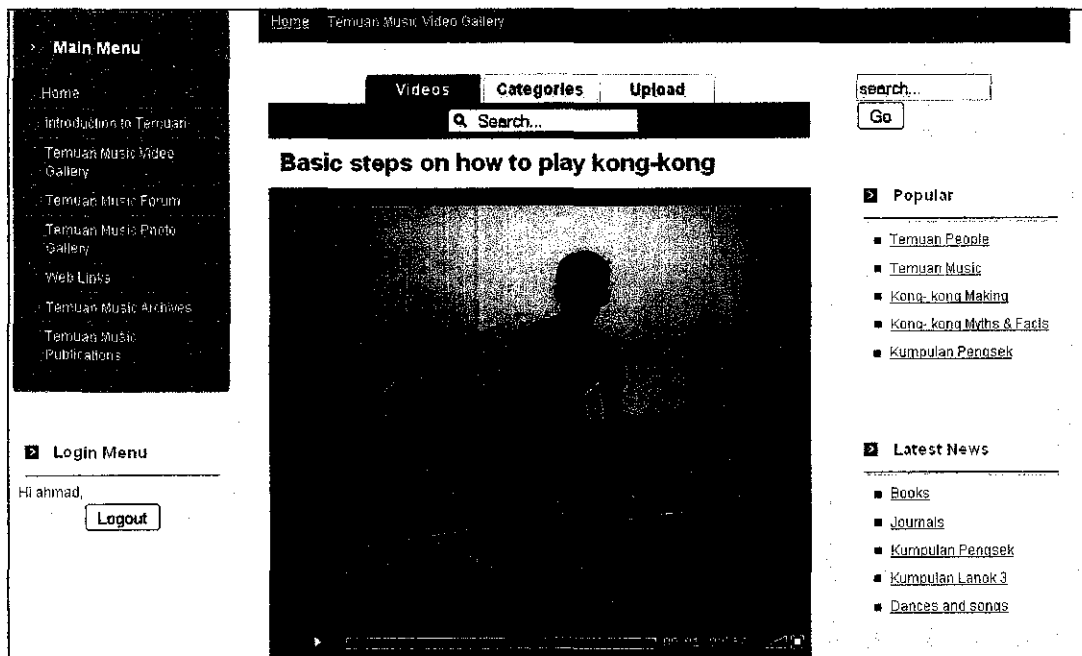 Home Temuan Music Video Gallery
Main Menu
Home
Introduction to Temuan
Temuan Music Video
Gallery
Temuan Music Forum
Temuan Music Photo
Gallery
Web Links
Temuan Music Archives
Temuan Music
Publications
Login Menu
Hi ahmad,
Logout
Videos Categories Upload
Search...
Basic steps on how to play kong-kong
search...
Go
Popular
Temuan People
Temuan Music
Kong- kong Making
Kong- kong Myths & Facts
Kumpulan Pengsek
Latest News
Books
Journals
Kumpulan Pengsek
Kumpulan Lanok 3
Dances and songs